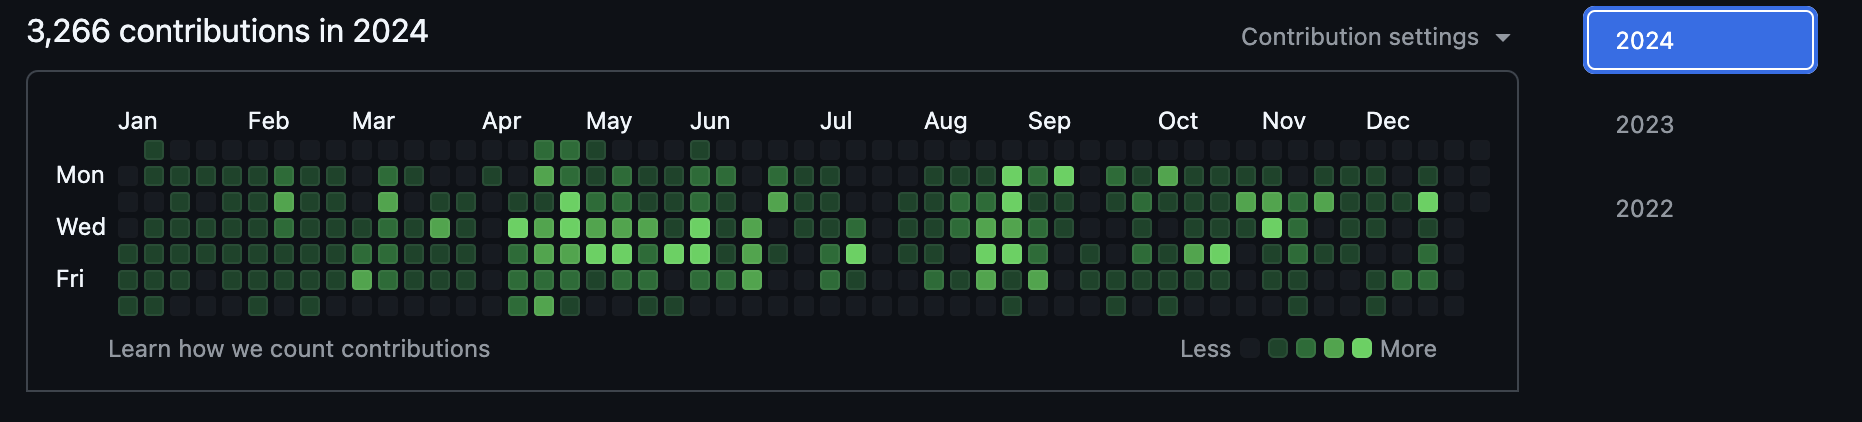 3,266 contributions in 2024
Contribution settings
2024
2023
2022
Jan Feb Mar Apr May Jun Jul Aug Sep Oct Nov Dec
Mon
Wed
Fri
Learn how we count contributions
Less More